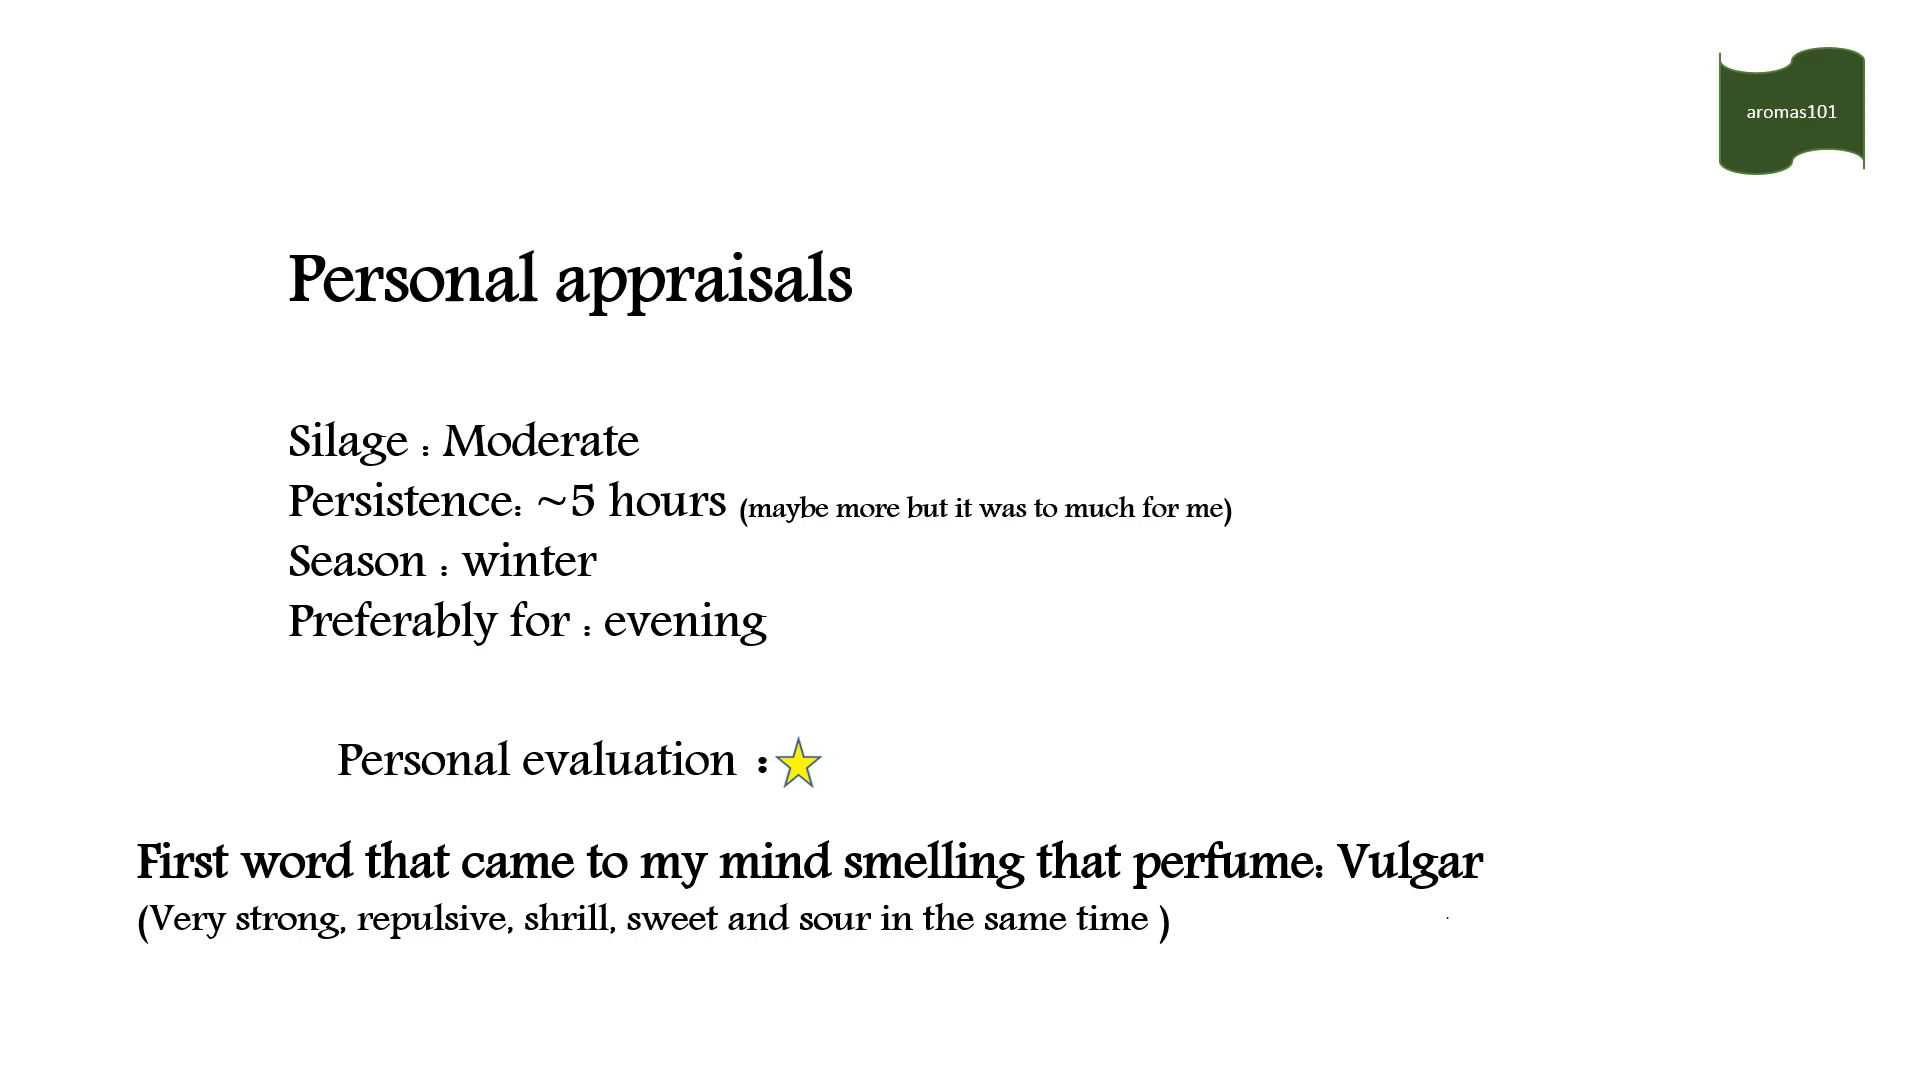 aromas101
Personal appraisals
Silage : Moderate
Persistence: ~5 hours (maybe more but it was to much for me)
Season : winter
Preferably for : evening
Personal evaluation :
First word that came to my mind smelling that perfume: Vulgar
(Very strong, repulsive, shrill, sweet and sour in the same time )
.